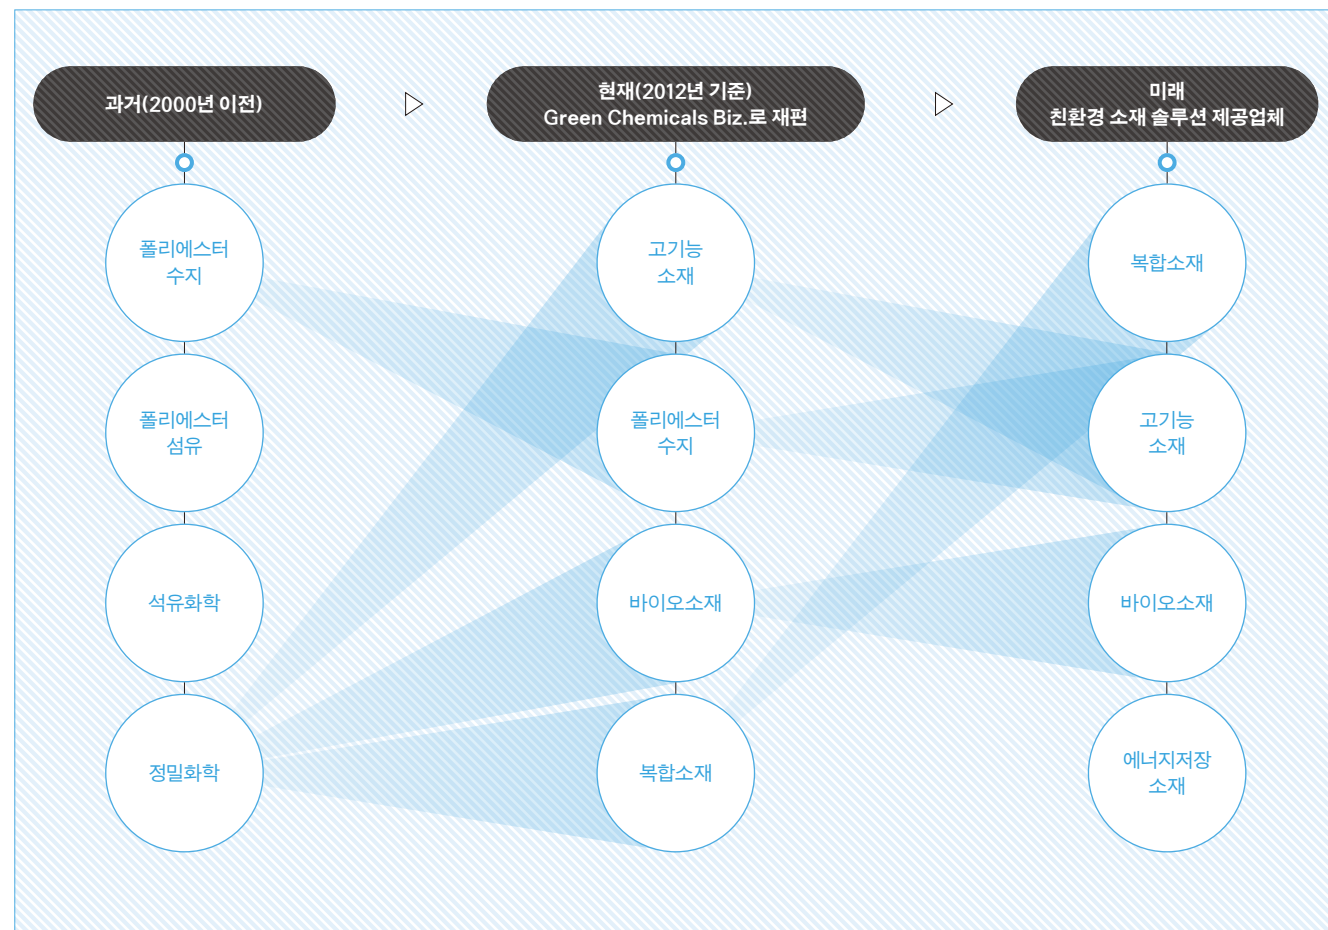 과거(2000년 이전)
현재(2012년 기준)
Green Chemicals Biz.로 재편
미래
친환경 소재 솔루션 제공업체
폴리에스터
수지
폴리에스터
섬유
석유화학
정밀화학
고기능
소재
폴리에스터
수지
바이오소재
복합소재
복합소재
고기능
소재
바이오소재
에너지저장
소재